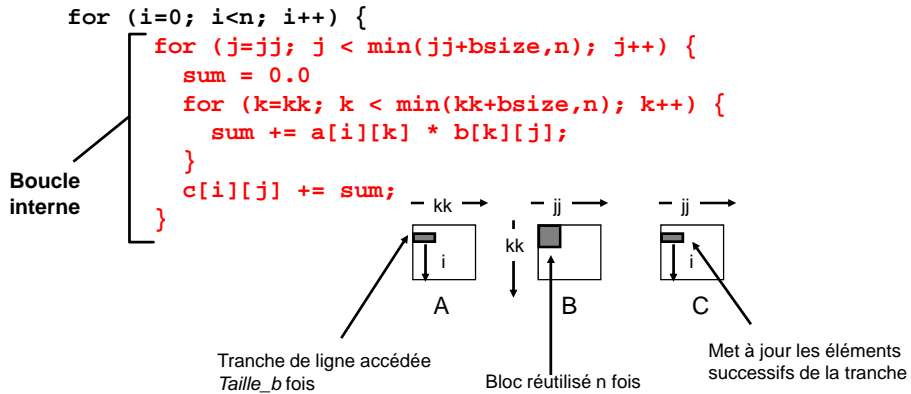 for (i=0; i<n; i++) {
for (j=jj; j < min(jj+bsize,n); j++) {
sum = 0.0
for (k=kk; k < min(kk+bsize,n); k++) {
sum += a[i][k] * b[k][j];
}
c[i][j] += sum;
}
Boucle
interne
kk
jj
jj
kk
i
i
A
B
C
Tranche de ligne accédée
Taille_b fois
Bloc réutilisé n fois
Met à jour les éléments
successifs de la tranche